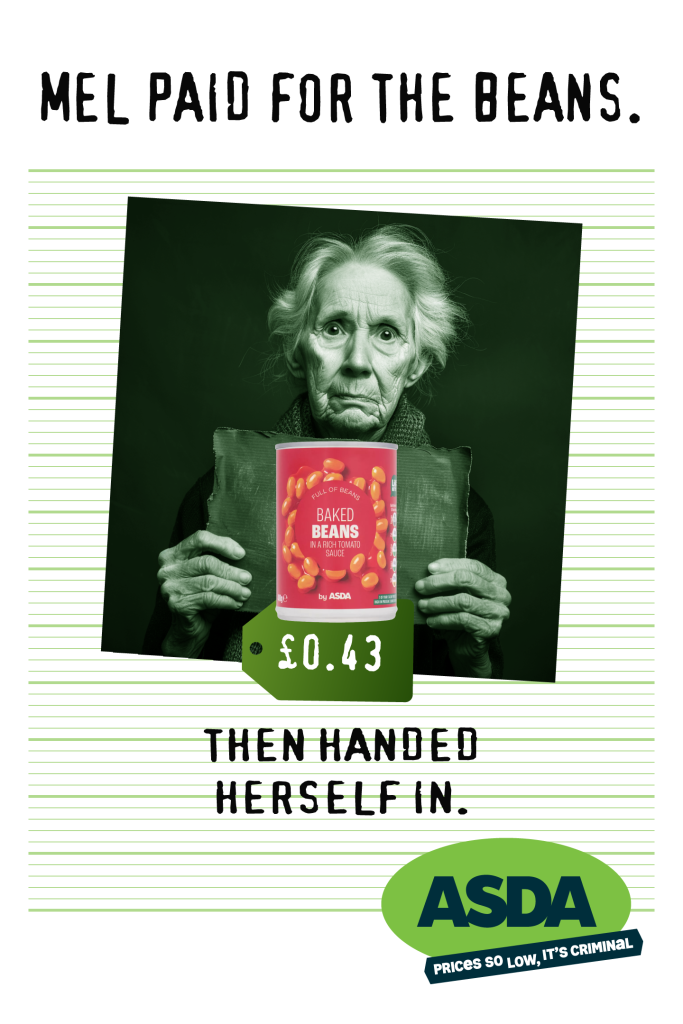 MEL PAID FOR THE BEANS.
FULL OF BEANS
BAKED
BEANS
IN A RICH TOMATO
SAUCE
by ASDA
£0.43
THEN HANDED
HERSELF IN.
ASDA
PRICES SO LOW, IT'S CRIMINAL